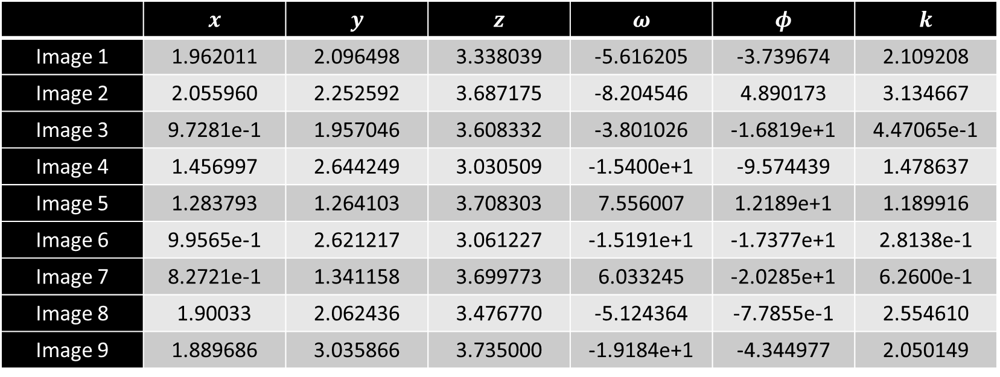 x y z ω ϕ k
Image 1 1.962011 2.096498 3.338039 -5.616205 -3.739674 2.109208
Image 2 2.055960 2.252592 3.687175 -8.204546 4.890173 3.134667
Image 3 9.7281e-1 1.957046 3.608332 -3.801026 -1.6819e+1 4.47065e-1
Image 4 1.456997 2.644249 3.030509 -1.5400e+1 -9.574439 1.478637
Image 5 1.283793 1.264103 3.708303 7.556007 1.2189e+1 1.189916
Image 6 9.9565e-1 2.621217 3.061227 -1.5191e+1 -1.7377e+1 2.8138e-1
Image 7 8.2721e-1 1.341158 3.699773 6.033245 -2.0285e+1 6.2600e-1
Image 8 1.90033 2.062436 3.476770 -5.124364 -7.7855e-1 2.554610
Image 9 1.889686 3.035866 3.735000 -1.9184e+1 -4.344977 2.050149